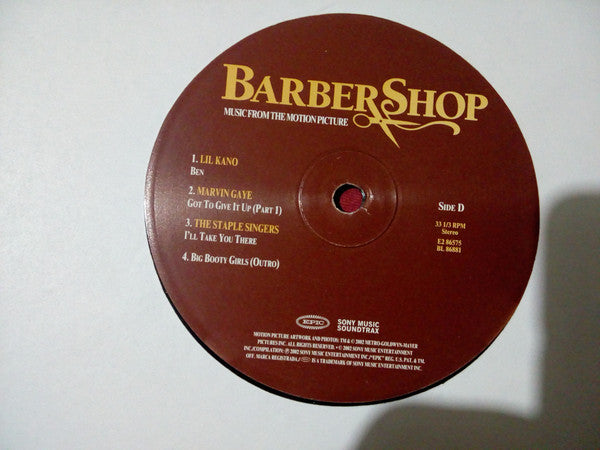 BARBERSHOP
MUSIC FROM THE MOTION PICTURE
1. LIL KANO
BEN
2. MARVIN GAYE
GOT TO GIVE IT UP (PART 1)
3. THE STAPLE SINGERS
I'LL TAKE YOU THERE
4. BIG BOOTY GIRLS (OUTRO)
SIDE D
33 1/3 RPM
Stereo
E2 86575
BL 86881
EPIC
SONY MUSIC
SOUNDTRAX
MOTION PICTURE ARTWORK AND PHOTOS: TM & © 2002 METRO-GOLDWYN-MAYER
PICTURES INC. ALL RIGHTS RESERVED. • © 2002 SONY MUSIC ENTERTAINMENT
INC./COMPILATION: ℗ 2002 SONY MUSIC ENTERTAINMENT INC./"EPIC" REG. U.S. PAT. & TM.
OFF. MARCA REGISTRADA./ IS A TRADEMARK OF SONY MUSIC ENTERTAINMENT INC.